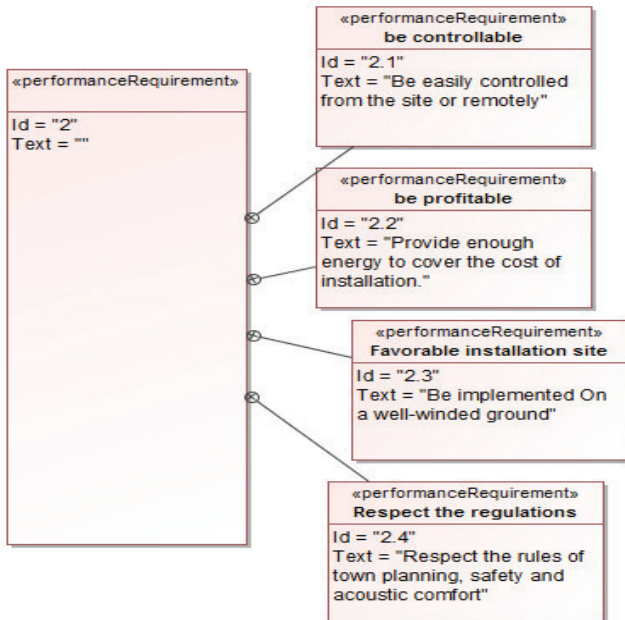 «performanceRequirement»
Id = "2"
Text = ""
«performanceRequirement»
be controllable
Id = "2.1"
Text = "Be easily controlled
from the site or remotely"
«performanceRequirement»
be profitable
Id = "2.2"
Text = "Provide enough
energy to cover the cost of
installation."
«performanceRequirement»
Favorable installation site
Id = "2.3"
Text = "Be implemented On
a well-winded ground"
«performanceRequirement»
Respect the regulations
Id = "2.4"
Text = "Respect the rules of
town planning, safety and
acoustic comfort"